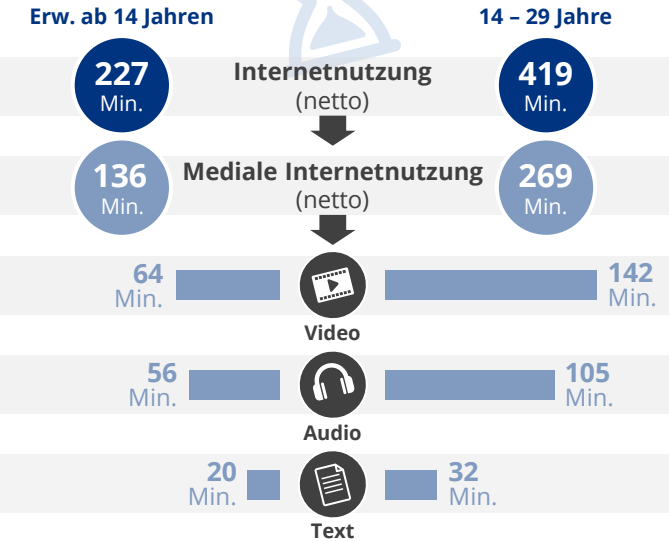 Erw. ab 14 Jahren
14 – 29 Jahre
227
Min.
Internetnutzung
(netto)
419
Min.
136
Min.
Mediale Internetnutzung
(netto)
269
Min.
64
Min.
142
Min.
Video
56
Min.
105
Min.
Audio
20
Min.
32
Min.
Text